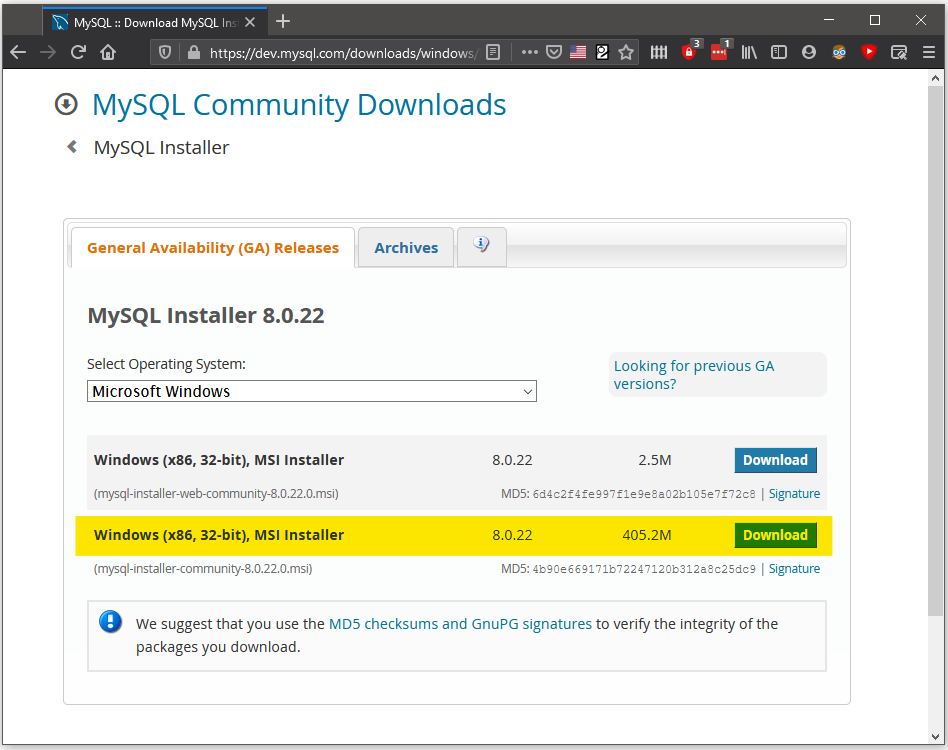 MySQL :: Download MySQL Ins
https://dev.mysql.com/downloads/windows/
3
1
MySQL Community Downloads
MySQL Installer
General Availability (GA) Releases
Archives
MySQL Installer 8.0.22
Select Operating System:
Looking for previous GA
versions?
Microsoft Windows
Windows (x86, 32-bit), MSI Installer 8.0.22 2.5M Download
(mysql-installer-web-community-8.0.22.0.msi) MD5: 6d4c2f4fe997f1e9e8a02b105e7f72c8 | Signature
Windows (x86, 32-bit), MSI Installer 8.0.22 405.2M Download
(mysql-installer-community-8.0.22.0.msi) MD5: 4b90e669171b72247120b312a8c25dc9 | Signature
We suggest that you use the MD5 checksums and GnuPG signatures to verify the integrity of the
packages you download.